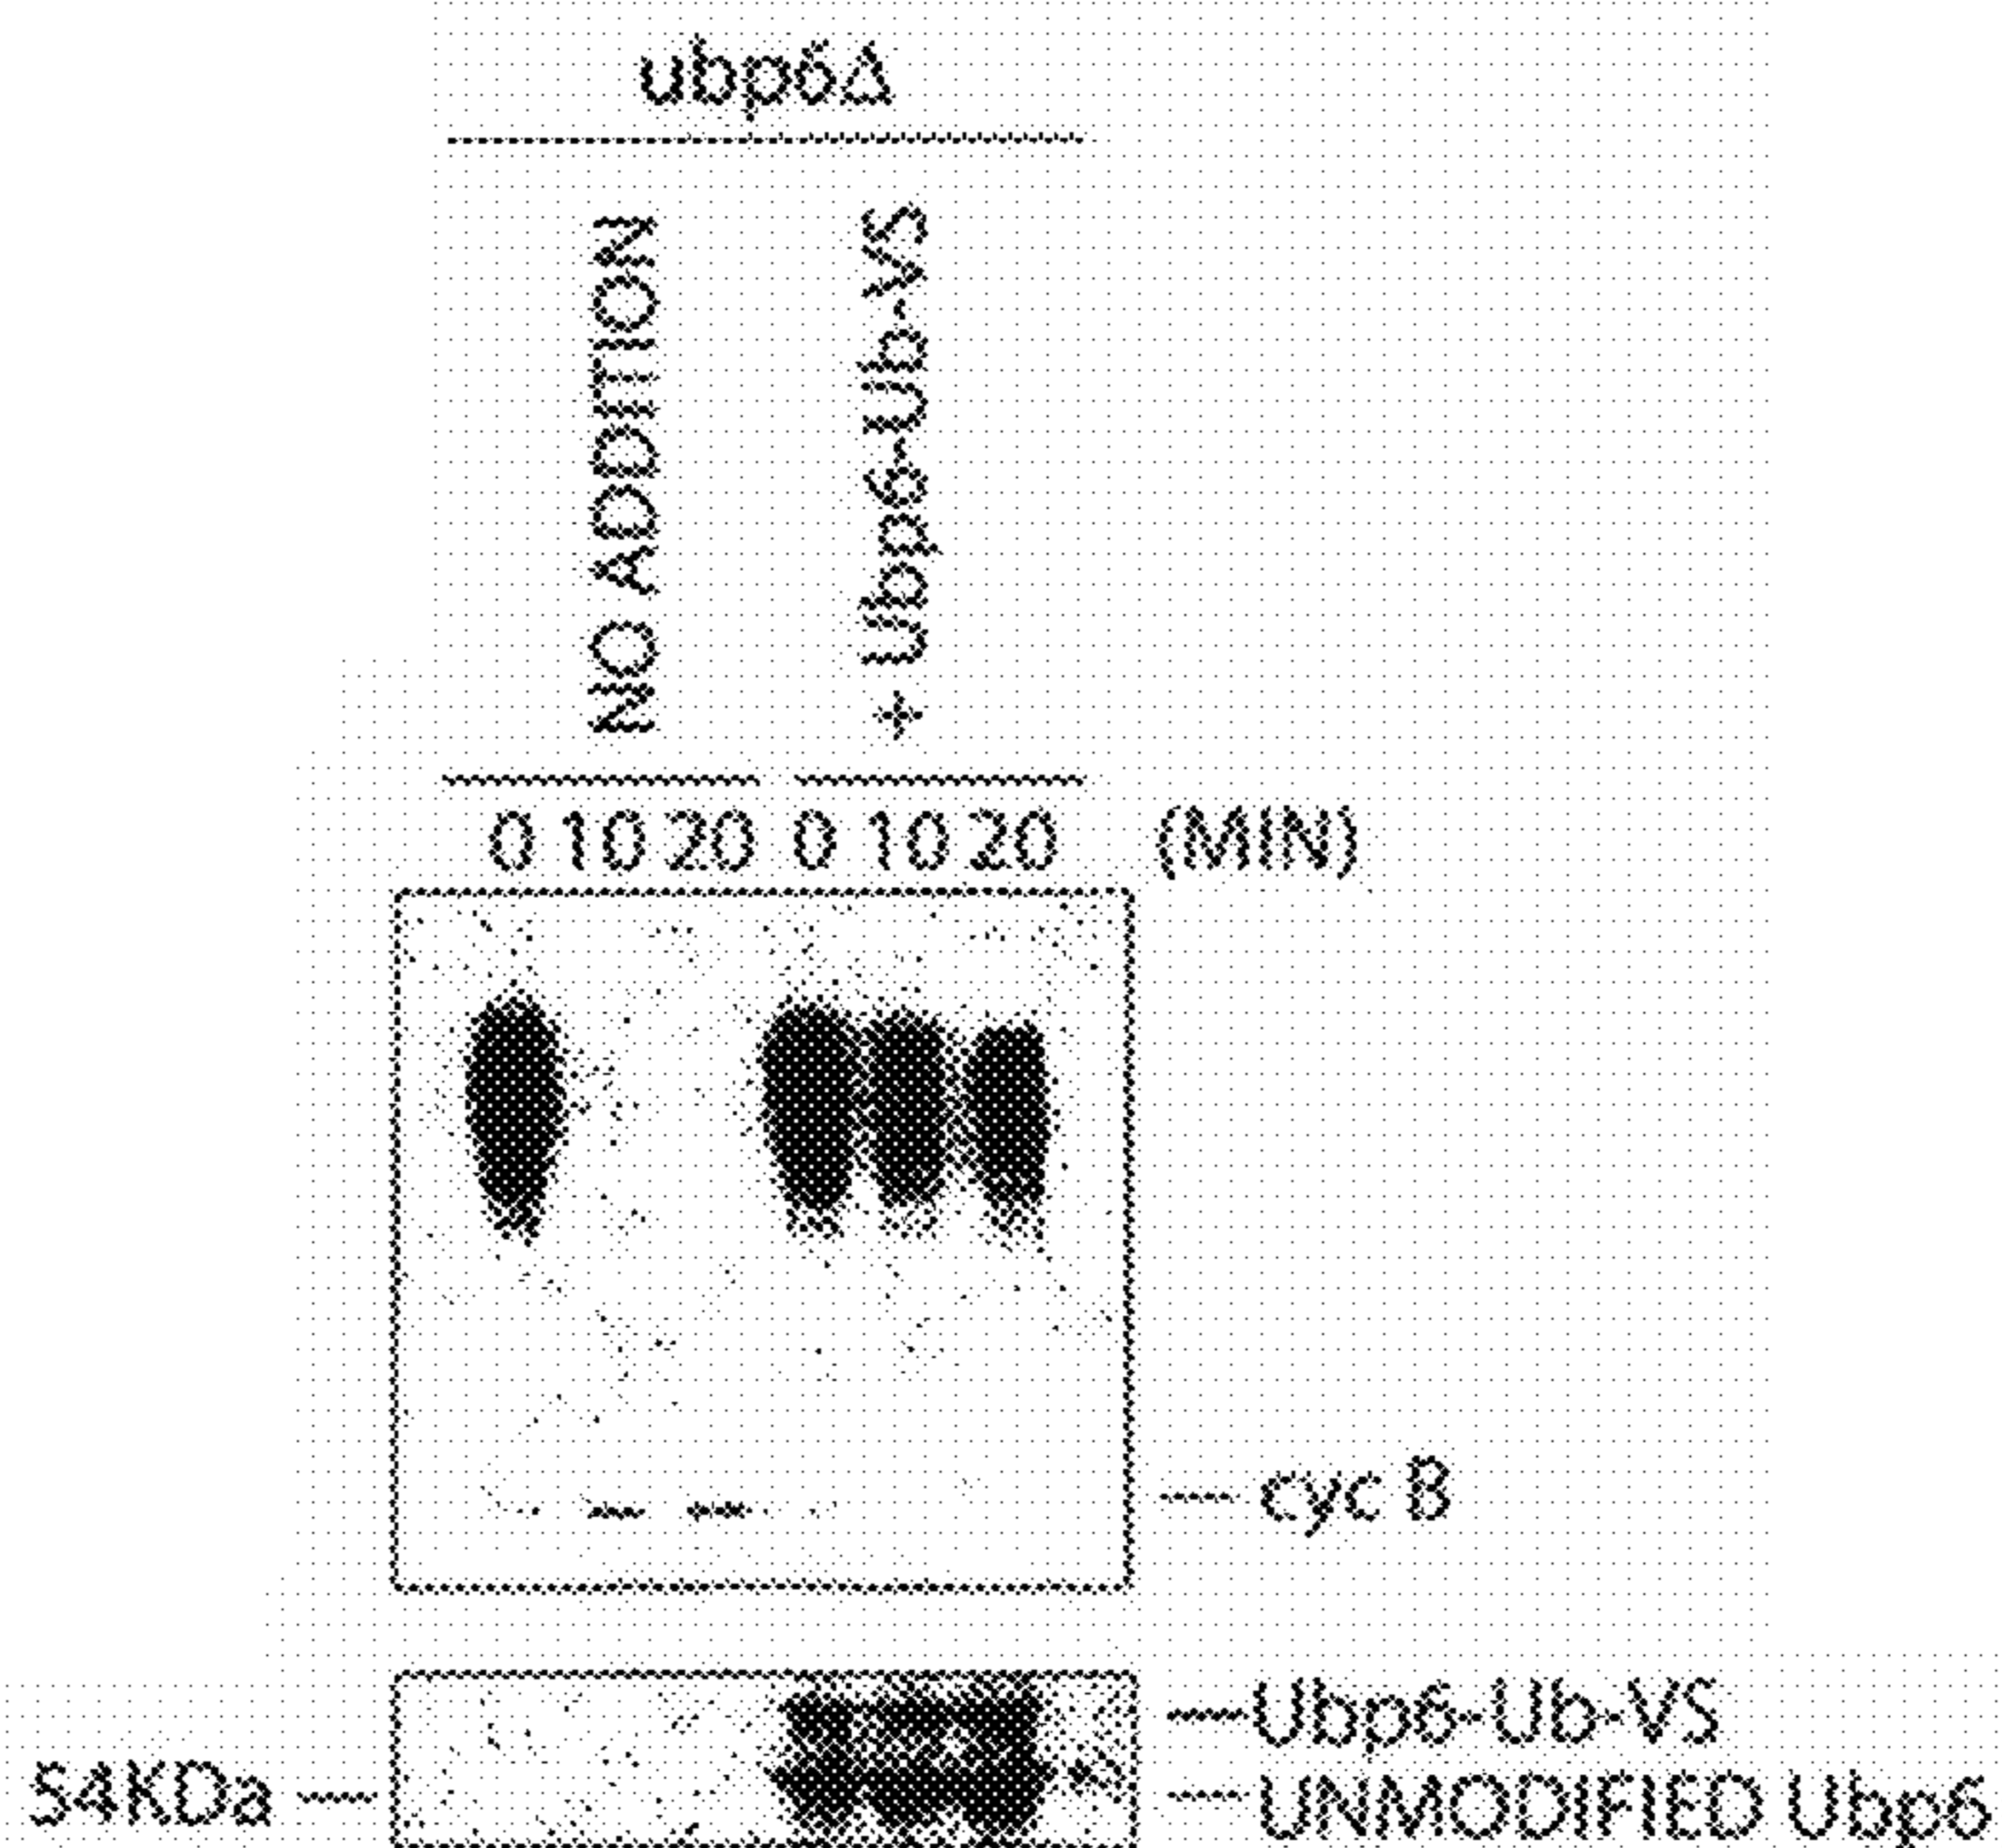 ubp6Δ
NO ADDITION
+ Ubp6-Ub-VS
0 10 20 0 10 20 (MIN)
cyc B
Ubp6-Ub-VS
54KDa
UNMODIFIED Ubp6